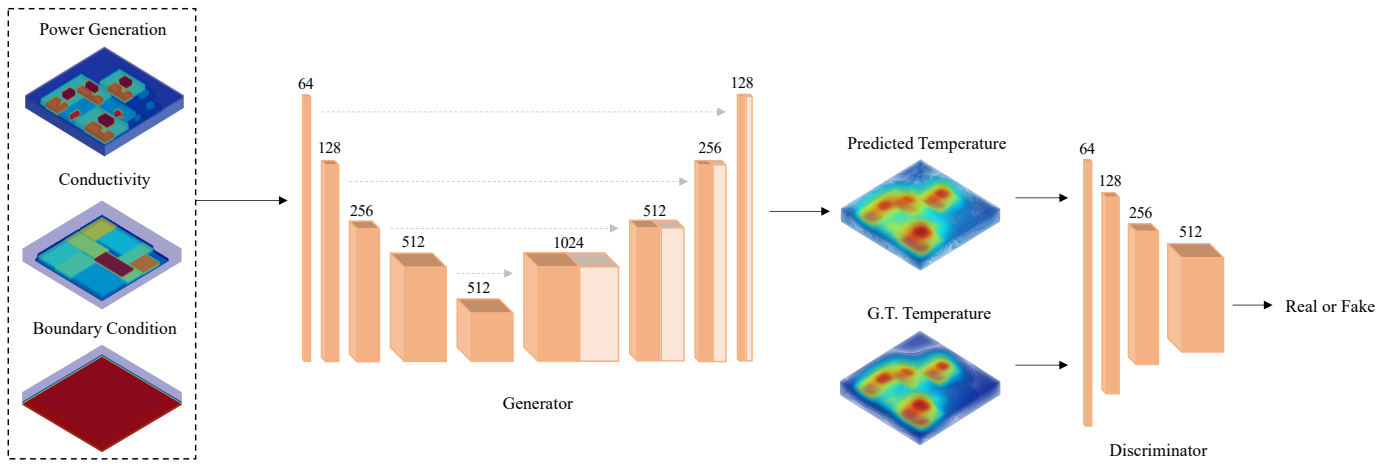 Power Generation
Conductivity
Boundary Condition
64
128
256
512
512
1024
512
256
128
Generator
Predicted Temperature
G.T. Temperature
64
128
256
512
Discriminator
Real or Fake